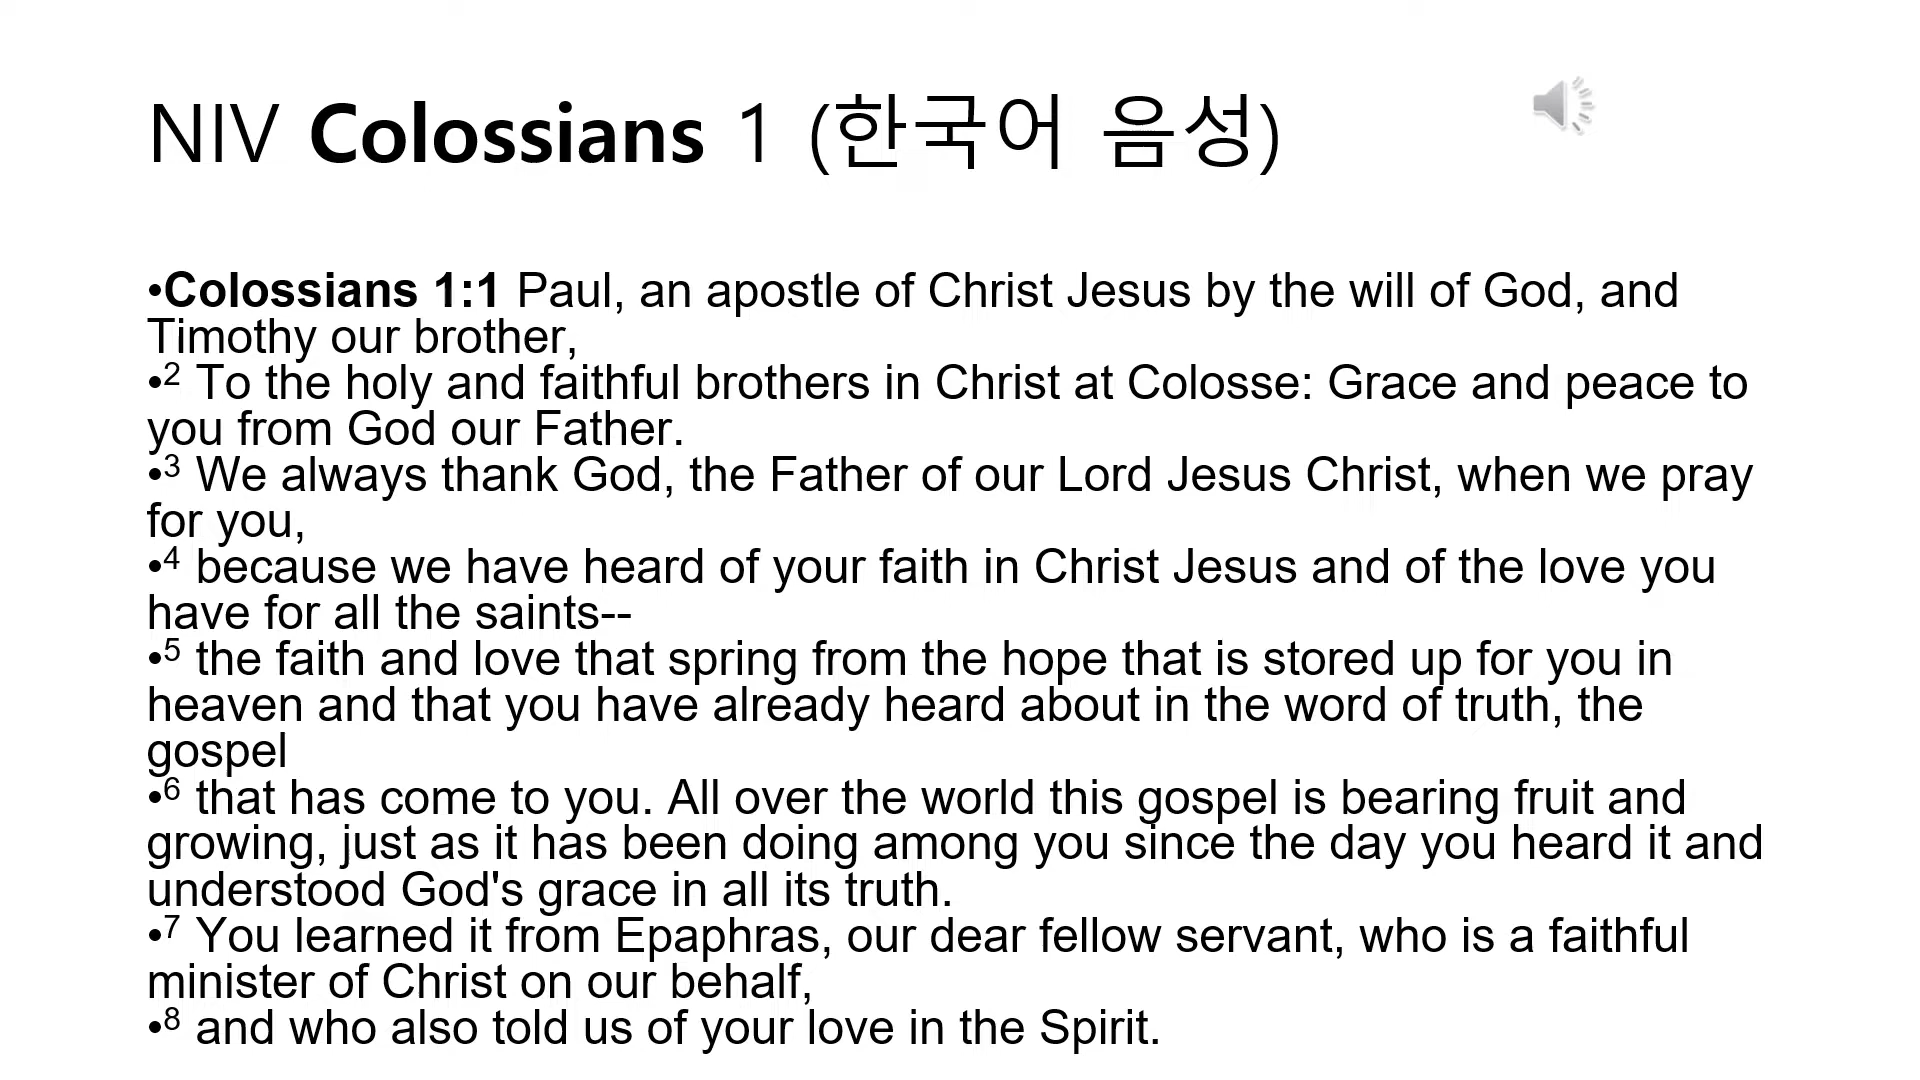 NIV Colossians 1 (한국어 음성)
•Colossians 1:1 Paul, an apostle of Christ Jesus by the will of God, and
Timothy our brother,
•2 To the holy and faithful brothers in Christ at Colosse: Grace and peace to
you from God our Father.
•3 We always thank God, the Father of our Lord Jesus Christ, when we pray
for you,
•4 because we have heard of your faith in Christ Jesus and of the love you
have for all the saints--
•5 the faith and love that spring from the hope that is stored up for you in
heaven and that you have already heard about in the word of truth, the
gospel
•6 that has come to you. All over the world this gospel is bearing fruit and
growing, just as it has been doing among you since the day you heard it and
understood God's grace in all its truth.
•7 You learned it from Epaphras, our dear fellow servant, who is a faithful
minister of Christ on our behalf,
•8 and who also told us of your love in the Spirit.